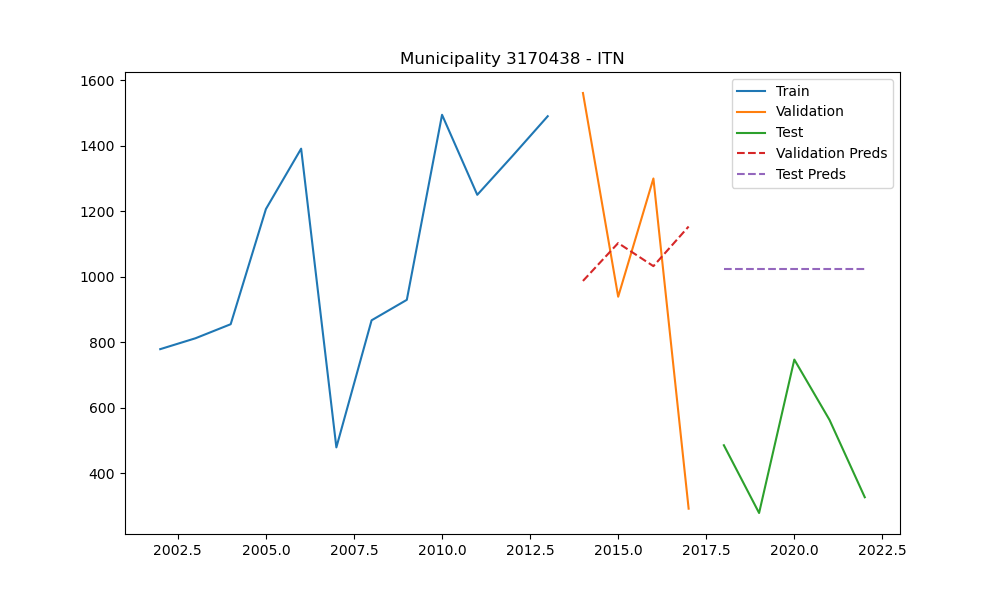 Municipality 3170438 - ITN
1600
1400
1200
1000
800
600
400
2002.5 2005.0 2007.5 2010.0 2012.5 2015.0 2017.5 2020.0 2022.5
Train
Validation
Test
Validation Preds
Test Preds